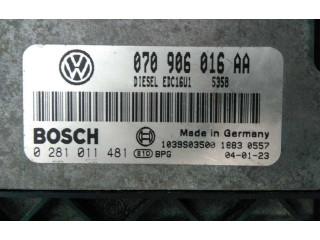 070 906 016 AA
DIESEL EDC16U1 5358
BOSCH
Made in Germany
0 281 011 481 E10 BPG
1039S03500 1883 0557
04-01-23